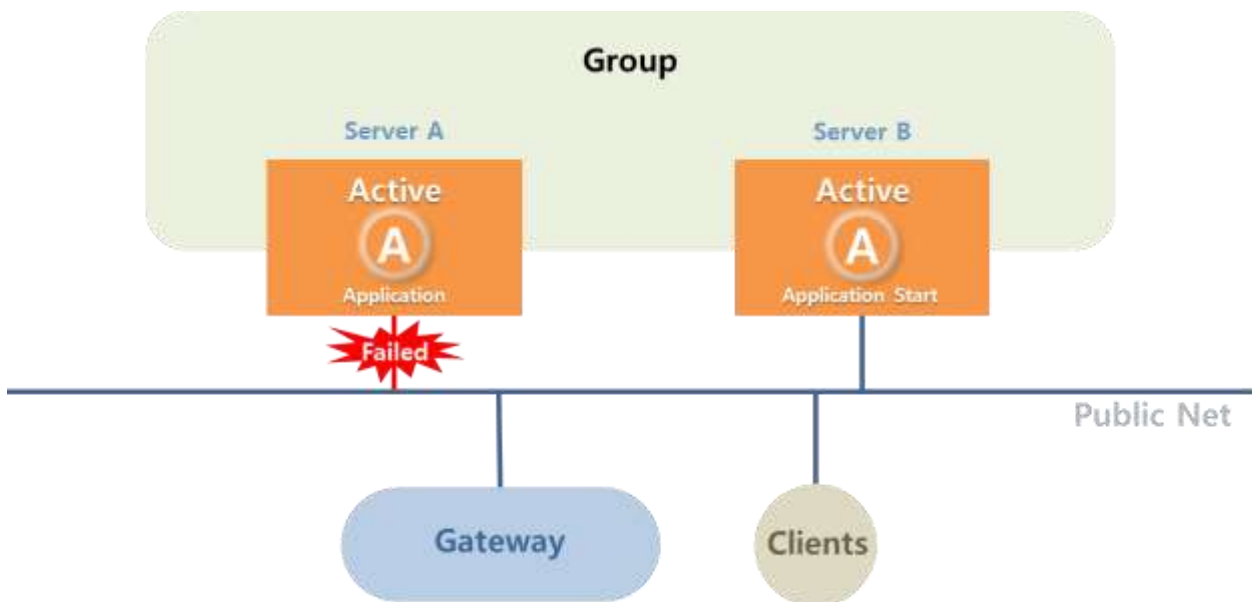 Group
Server A
Server B
Active
A
Application
Active
A
Application Start
Failed
Public Net
Gateway
Clients